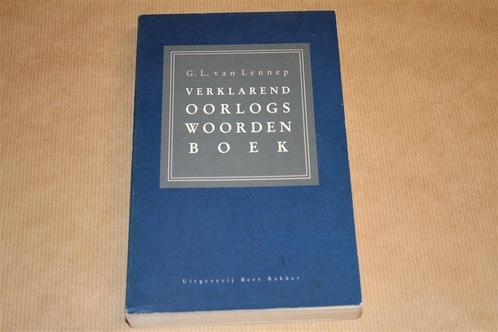 G. L. van Lennep
VERKLAREND
OORLOGS
WOORDEN
BOEK
Uitgeverij Bert Bakker